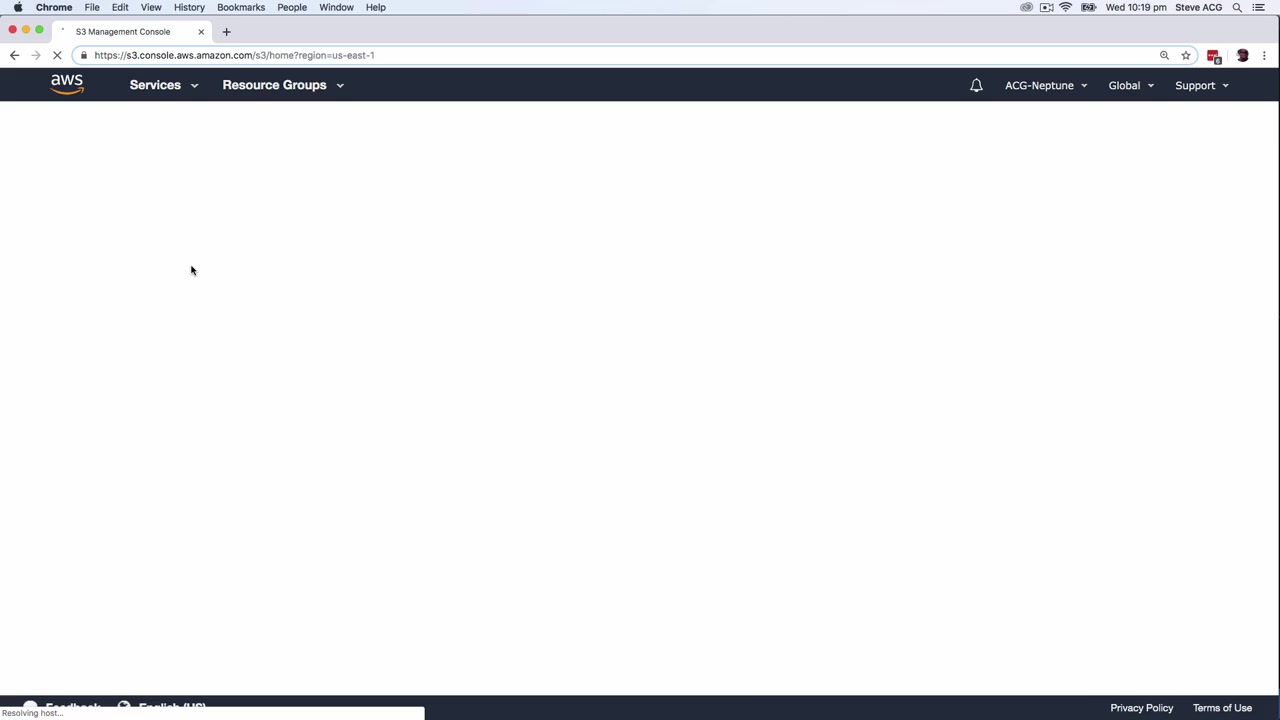 Chrome File Edit View History Bookmarks People Window Help Wed 10:19 pm Steve ACG
S3 Management Console
https://s3.console.aws.amazon.com/s3/home?region=us-east-1
aws Services Resource Groups ACG-Neptune Global Support
Feedback English (US) Privacy Policy Terms of Use
Resolving host...